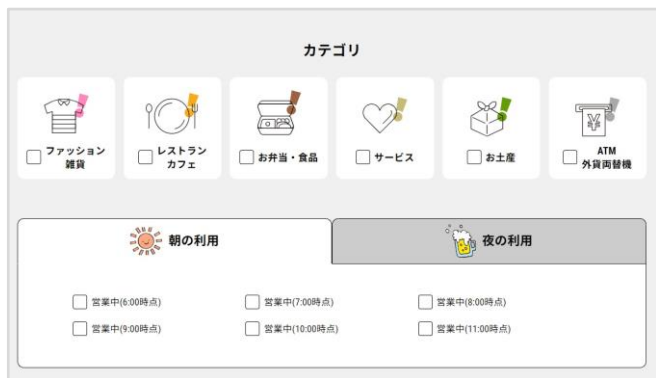 カテゴリ
ファッション
雑貨
レストラン
カフェ
お弁当・食品
サービス
お土産
ATM
外貨両替機
朝の利用
夜の利用
営業中(6:00時点)
営業中(7:00時点)
営業中(8:00時点)
営業中(9:00時点)
営業中(10:00時点)
営業中(11:00時点)